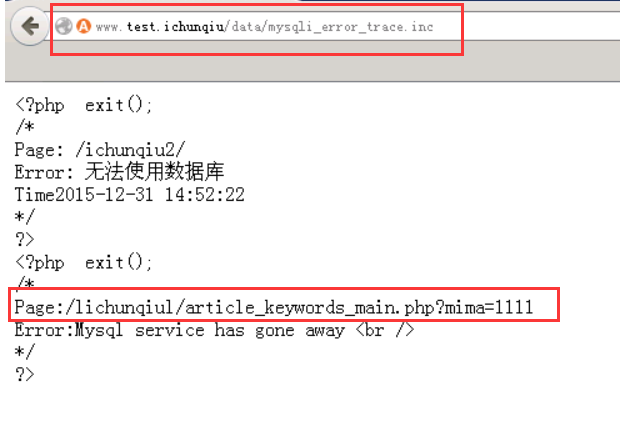 www.test.ichunqiu/data/mysqli_error_trace.inc
<?php  exit();
/*
Page: /ichunqiu2/
Error: 无法使用数据库
Time2015-12-31 14:52:22
*/
?>
<?php  exit();
/*
Page:/lichunqiul/article_keywords_main.php?mima=1111
Error:Mysql service has gone away <br />
*/
?>